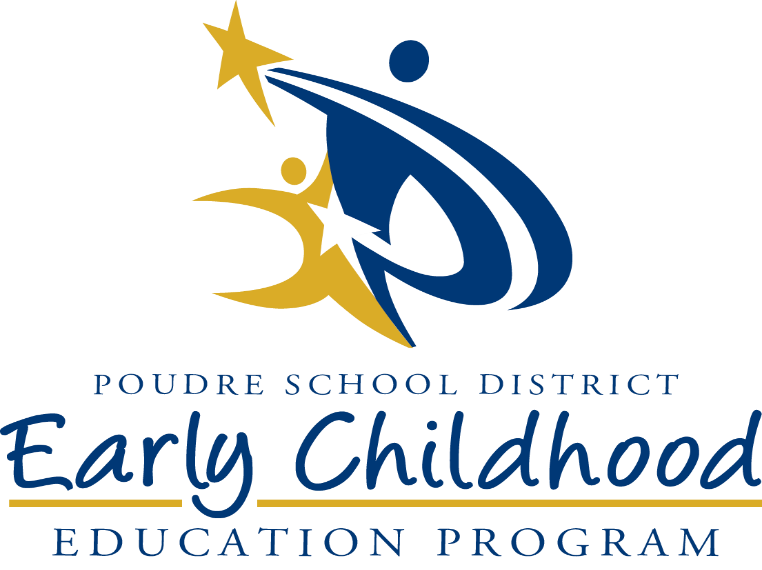 POUDRE SCHOOL DISTRICT
Early Childhood
EDUCATION PROGRAM